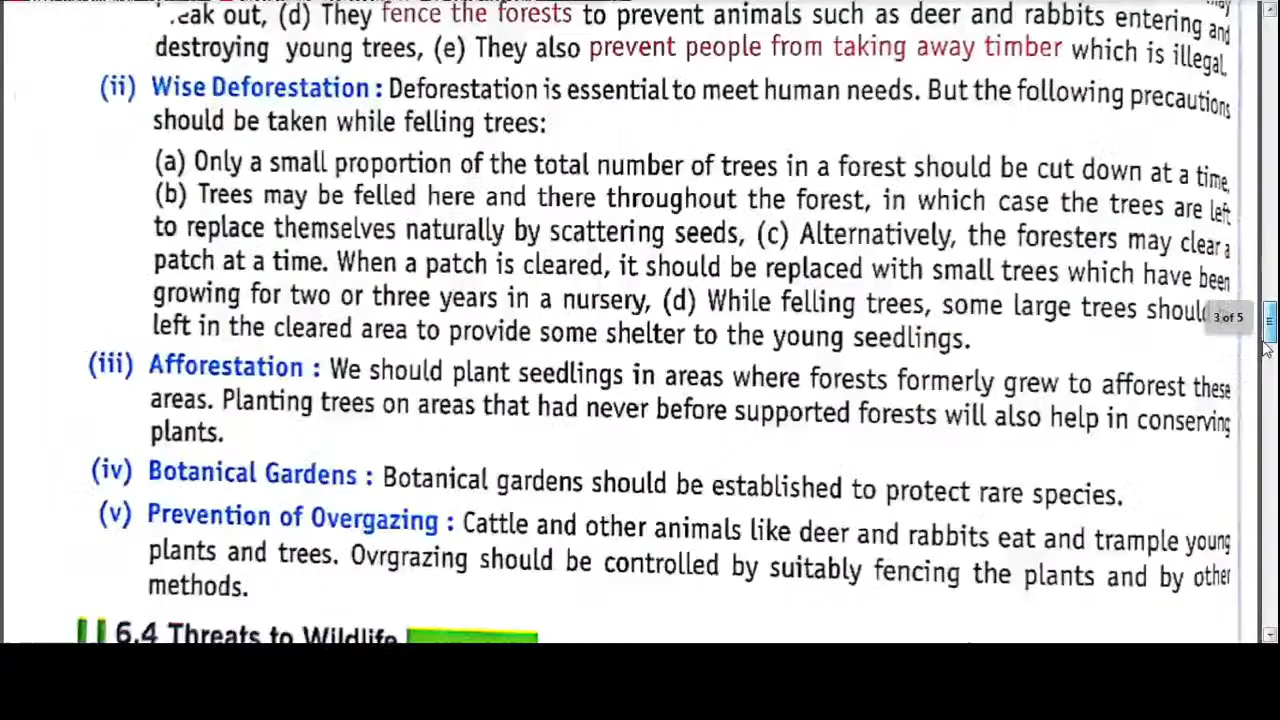 out, (d) They fence the forests to prevent animals such as deer and rabbits entering and
destroying young trees, (e) They also prevent people from taking away timber which is illegal.
(ii) Wise Deforestation : Deforestation is essential to meet human needs. But the following precautions
should be taken while felling trees:
(a) Only a small proportion of the total number of trees in a forest should be cut down at a time,
(b) Trees may be felled here and there throughout the forest, in which case the trees are left
to replace themselves naturally by scattering seeds, (c) Alternatively, the foresters may clear a
patch at a time. When a patch is cleared, it should be replaced with small trees which have been
growing for two or three years in a nursery, (d) While felling trees, some large trees
3 of 5
left in the cleared area to provide some shelter to the young seedlings.
(iii) Afforestation : We should plant seedlings in areas where forests formerly grew to afforest these
areas. Planting trees on areas that had never before supported forests will also help in conserving
plants.
(iv) Botanical Gardens : Botanical gardens should be established to protect rare species.
(v) Prevention of Overgazing : Cattle and other animals like deer and rabbits eat and trample young
plants and trees. Ovrgrazing should be controlled by suitably fencing the plants and by other
methods.
6.4 Threats to Wildlife